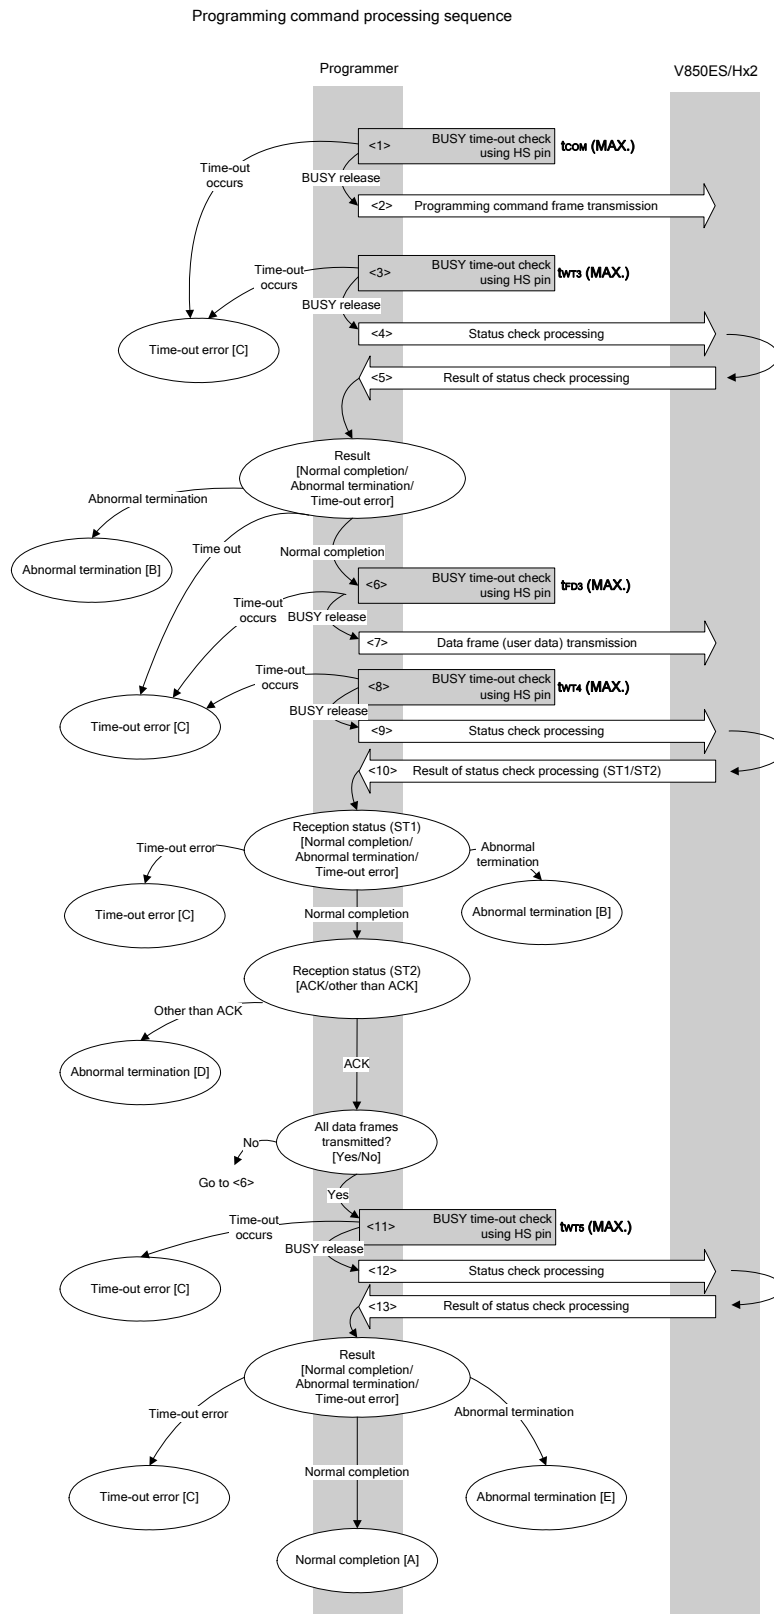 Programming command processing sequence
Programmer
V850ES/Hx2
<1> BUSY time-out check
using HS pin
tCOM (MAX.)
Time-out
occurs
BUSY release
<2> Programming command frame transmission
<3> BUSY time-out check
using HS pin
tWT3 (MAX.)
Time-out
occurs
BUSY release
<4> Status check processing
Time-out error [C]
<5> Result of status check processing
Result
[Normal completion/
Abnormal termination/
Time-out error]
Abnormal termination
Abnormal termination [B]
Time out
Normal completion
<6> BUSY time-out check
using HS pin
tFD3 (MAX.)
Time-out
occurs
BUSY release
<7> Data frame (user data) transmission
Time-out
occurs
<8> BUSY time-out check
using HS pin
tWT4 (MAX.)
BUSY release
Time-out error [C]
<9> Status check processing
<10> Result of status check processing (ST1/ST2)
Reception status (ST1)
[Normal completion/
Abnormal termination/
Time-out error]
Time-out error
Abnormal
termination
Time-out error [C]
Normal completion
Abnormal termination [B]
Reception status (ST2)
[ACK/other than ACK]
Other than ACK
Abnormal termination [D]
ACK
All data frames
transmitted?
[Yes/No]
No
Go to <6>
Yes
Time-out
occurs
<11> BUSY time-out check
using HS pin
tWT5 (MAX.)
BUSY release
<12> Status check processing
Time-out error [C]
<13> Result of status check processing
Result
[Normal completion/
Abnormal termination/
Time-out error]
Time-out error
Abnormal termination
Normal completion
Time-out error [C]
Abnormal termination [E]
Normal completion [A]